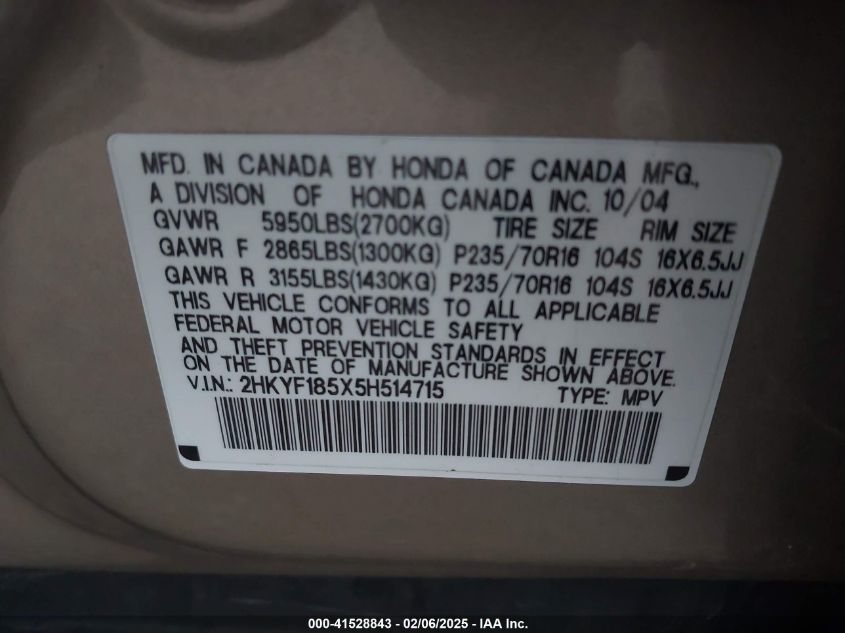 MFD. IN CANADA BY HONDA OF CANADA MFG.,
A DIVISION OF HONDA CANADA INC. 10/04
GVWR 5950LBS(2700KG) TIRE SIZE RIM SIZE
GAWR F 2865LBS(1300KG) P235/70R16 104S 16X6.5JJ
GAWR R 3155LBS(1430KG) P235/70R16 104S 16X6.5JJ
THIS VEHICLE CONFORMS TO ALL APPLICABLE
FEDERAL MOTOR VEHICLE SAFETY
AND THEFT PREVENTION STANDARDS IN EFFECT
ON THE DATE OF MANUFACTURE SHOWN ABOVE.
V.I.N.: 2HKYF185X5H514715 TYPE: MPV
000-41528843 - 02/06/2025 - IAA Inc.